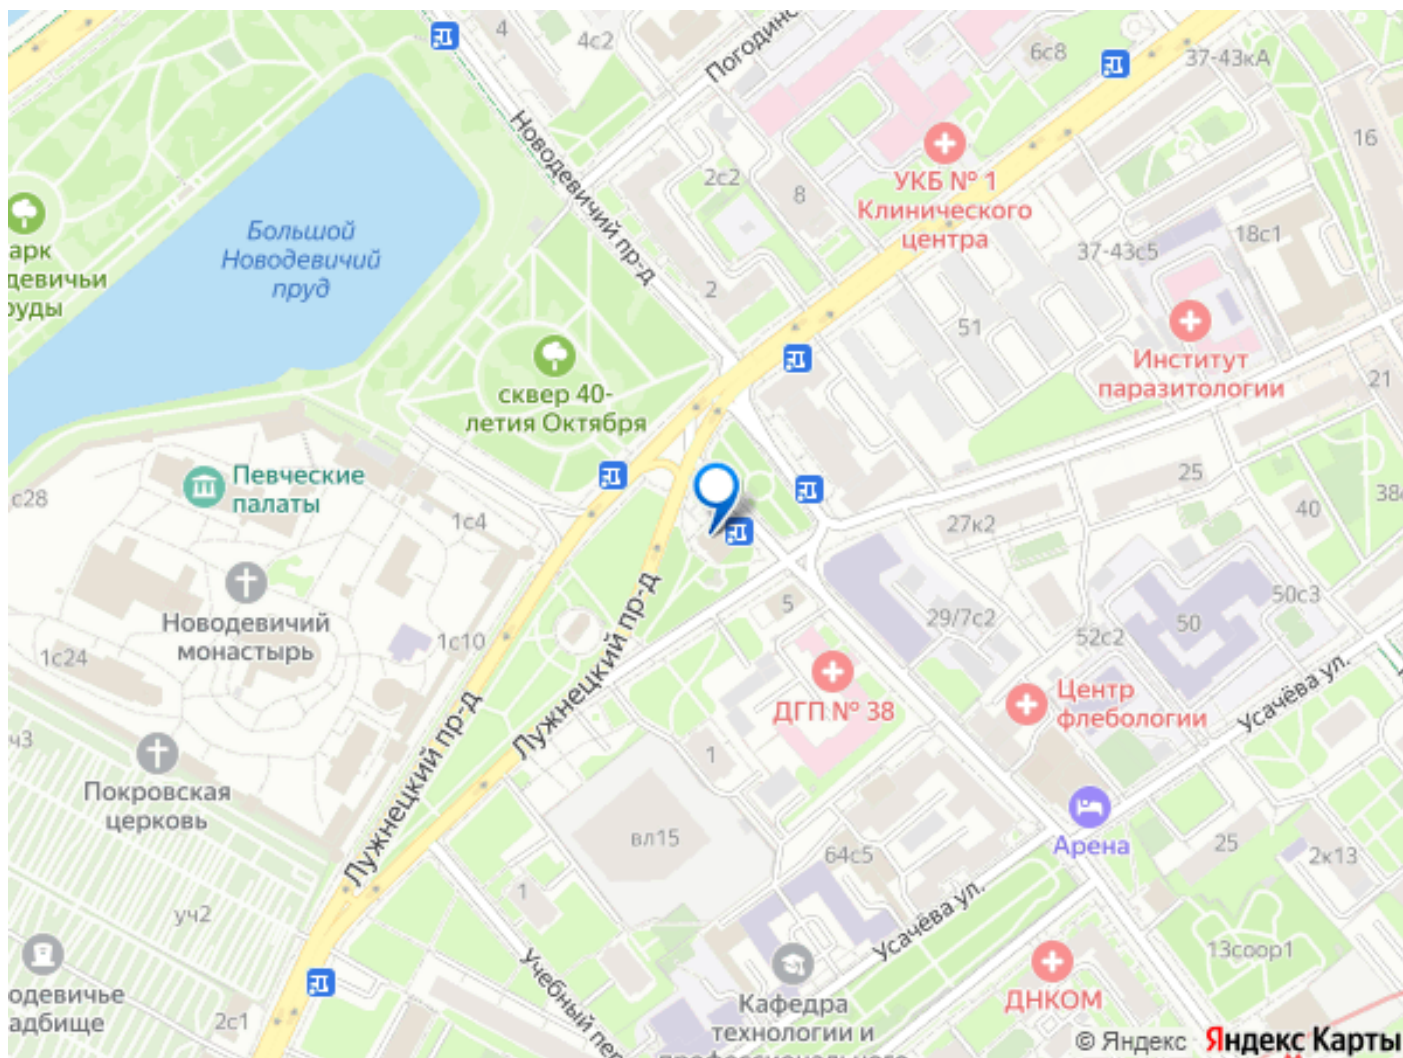 4
4с2
Погодинс
6с8
37-43кА
16
Новодевичий пр-д
2с2
8
УКБ № 1
Клинического
центра
Большой
Новодевичий
пруд
арк
девичьи
руды
2
37-43с5
18с1
51
Институт
паразитологии
21
сквер 40-
летия Октября
Певческие
палаты
с28
1с4
25
38
40
27к2
Новодевичий
монастырь
1с24
1с10
Лужнецкий пр-д
5
29/7с2
52с2
50
50с3
ДГП № 38
Центр
флебологии
Усачёва ул.
ч3
Покровская
церковь
Лужнецкий пр-д
1
вл15
64с5
Арена
25
2к13
уч2
1
Усачёва ул.
13соор1
Учебный пер
одевичье
адбище
2с1
Кафедра
технологии и
профессионального
ДНКОМ
© Яндекс Яндекс Карты